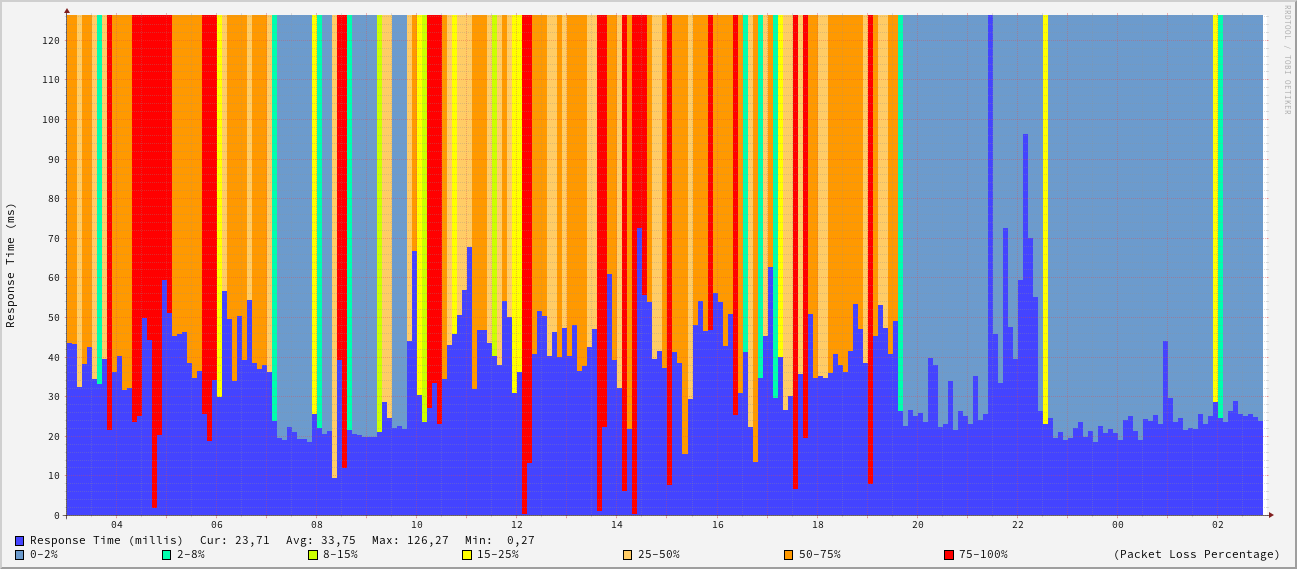 RRDTOOL / TOBI OETIKER
Response Time (ms)
120
110
100
90
80
70
60
50
40
30
20
10
0
04 06 08 10 12 14 16 18 20 22 00 02
Response Time (millis) Cur: 23,71 Avg: 33,75 Max: 126,27 Min: 0,27
0-2% 2-8% 8-15% 15-25% 25-50% 50-75% 75-100% (Packet Loss Percentage)